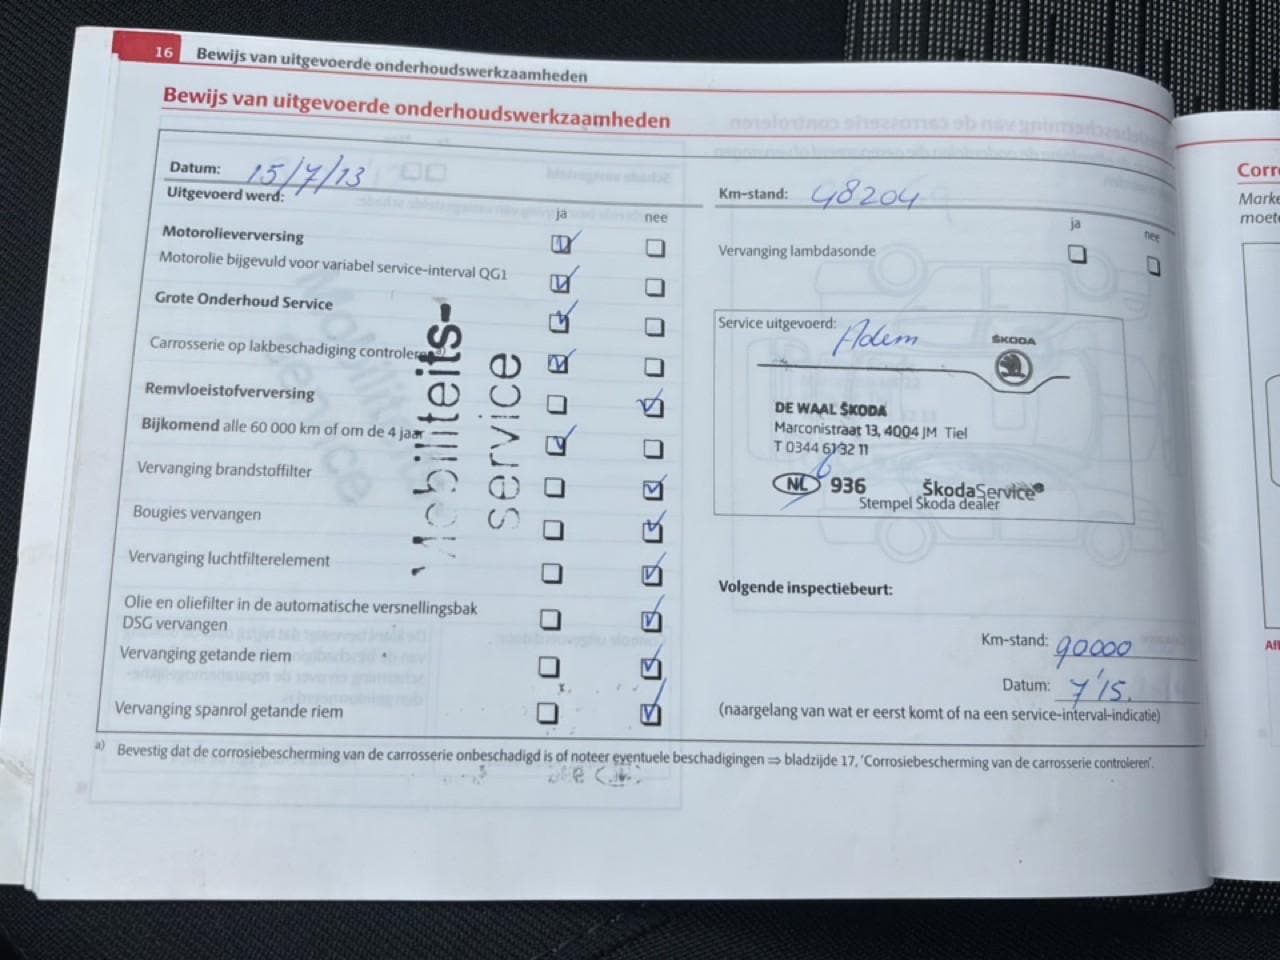 16 Bewijs van uitgevoerde onderhoudswerkzaamheden
Bewijs van uitgevoerde onderhoudswerkzaamheden
Datum: 15/7/13
Uitgevoerd werd:
ja nee
Motorolieverversing
Motorolie bijgevuld voor variabel service-interval QG1
Grote Onderhoud Service
Carrosserie op lakbeschadiging controleren a)
Remvloeistofverversing
Bijkomend alle 60 000 km of om de 4 jaar
Vervanging brandstoffilter
Bougies vervangen
Vervanging luchtfilterelement
Olie en oliefilter in de automatische versnellingsbak
DSG vervangen
Vervanging getande riem
Vervanging spanrol getande riem
Mobiliteits-
service
Km-stand: 48204
ja nee
Vervanging lambdasonde
Service uitgevoerd: Adem
ŠKODA
DE WAAL ŠKODA
Marconistraat 13, 4004 JM Tiel
T 0344 61 32 11
6
NL 936 ŠkodaService
Stempel Škoda dealer
Volgende inspectiebeurt:
Km-stand: 90000
Datum: 7'15.
(naargelang van wat er eerst komt of na een service-interval-indicatie)
a) Bevestig dat de corrosiebescherming van de carrosserie onbeschadigd is of noteer eventuele beschadigingen ⇒ bladzijde 17, 'Corrosiebescherming van de carrosserie controleren'.
Corr
Marke
moet
Aft